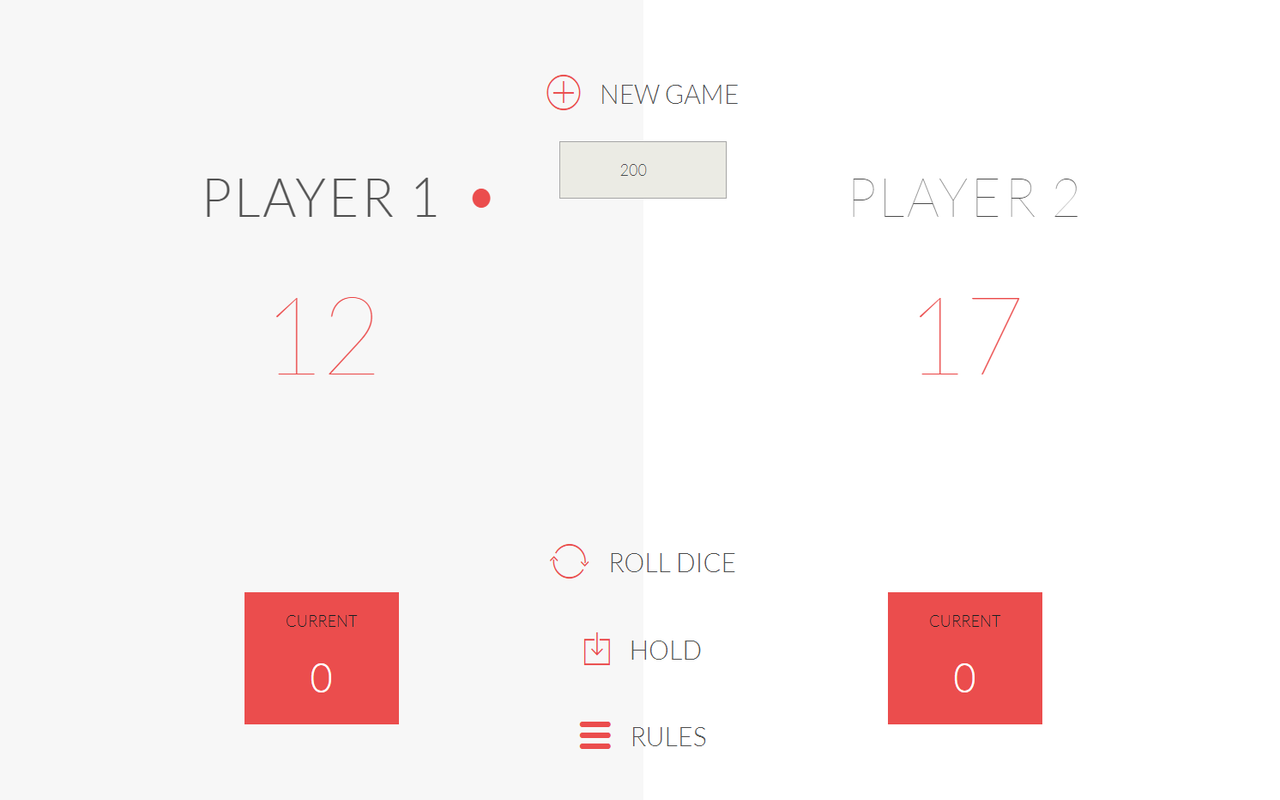 NEW GAME
200
PLAYER 1
PLAYER 2
12
17
ROLL DICE
CURRENT
0
CURRENT
0
HOLD
RULES